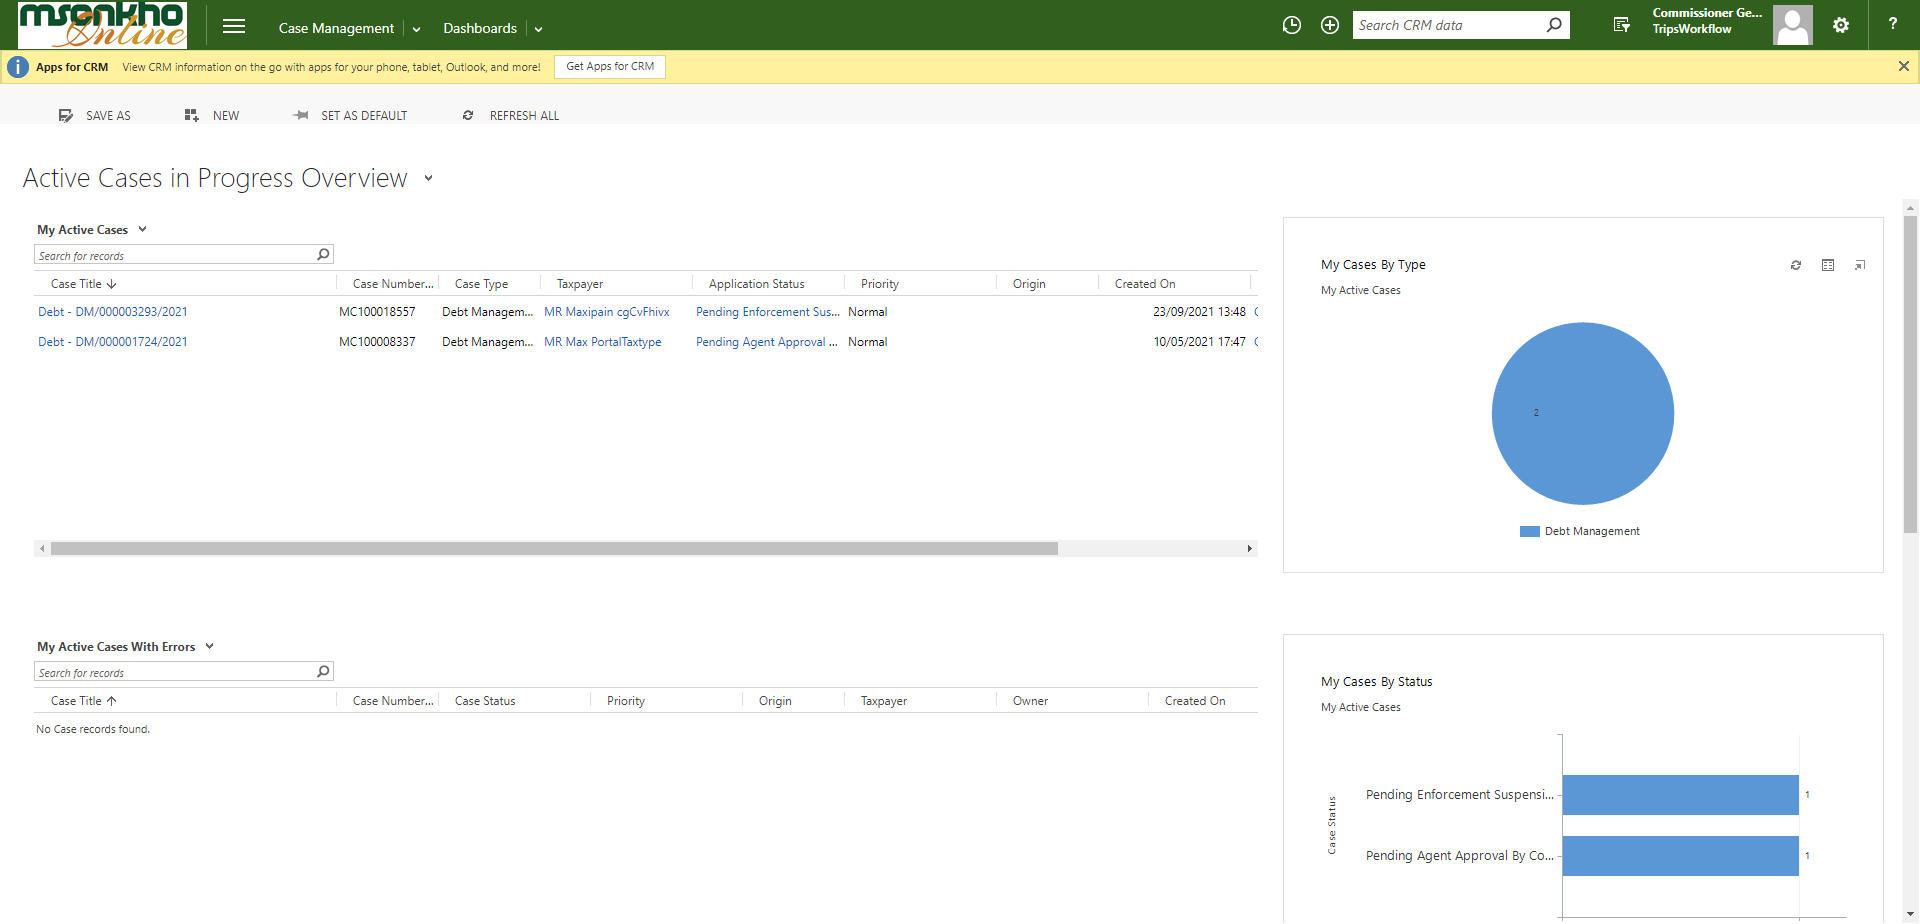 msonkho
Online
Case Management
Dashboards
Search CRM data
Commissioner Ge...
TripsWorkflow
?
Apps for CRM View CRM information on the go with apps for your phone, tablet, Outlook, and more! Get Apps for CRM
SAVE AS NEW SET AS DEFAULT REFRESH ALL
Active Cases in Progress Overview
My Active Cases
Search for records
Case Title Case Number... Case Type Taxpayer Application Status Priority Origin Created On
Debt - DM/000003293/2021 MC100018557 Debt Managem... MR Maxipain cgCvFhivx Pending Enforcement Sus... Normal 23/09/2021 13:48
Debt - DM/000001724/2021 MC100008337 Debt Managem... MR Max PortalTaxtype Pending Agent Approval ... Normal 10/05/2021 17:47
My Cases By Type
My Active Cases
2
Debt Management
My Active Cases With Errors
Search for records
Case Title Case Number... Case Status Priority Origin Taxpayer Owner Created On
No Case records found.
My Cases By Status
My Active Cases
Case Status
Pending Enforcement Suspensi... 1
Pending Agent Approval By Co... 1